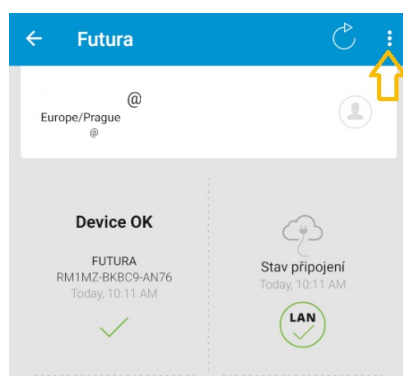 Futura
@
Europe/Prague
@
Device OK
FUTURA
RM1MZ-BKBC9-AN76
Today, 10:11 AM
Stav připojení
Today, 10:11 AM
LAN